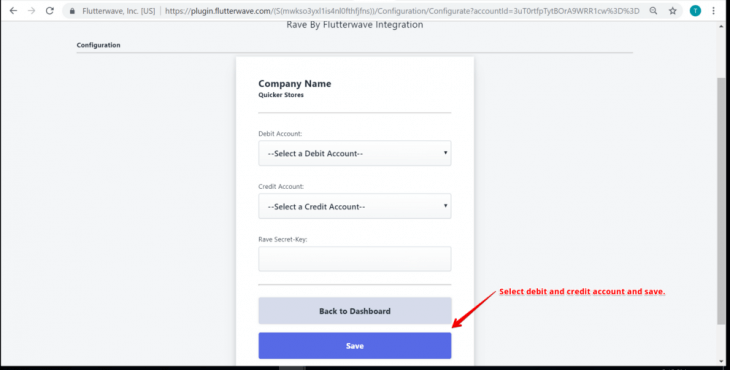 Flutterwave, Inc. [US] | https://plugin.flutterwave.com/(S(mwkso3yxl1is4nl0fthfjfns))/Configuration/Configurate?accountId=3uT0rtfpTytBOrA9WRR1cw%3D%3D
T
Rave By Flutterwave Integration
Configuration
Company Name
Quicker Stores
Debit Account:
--Select a Debit Account--
Credit Account:
--Select a Credit Account--
Rave Secret-Key:
Select debit and credit account and save.
Back to Dashboard
Save